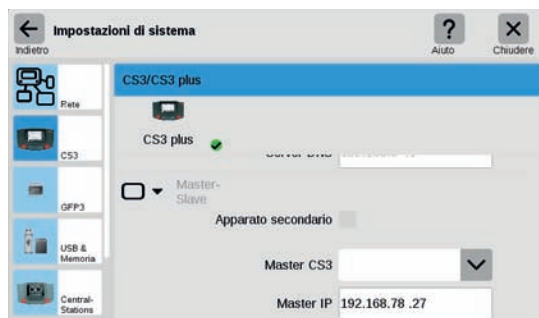 Impostazioni di sistema
Indietro
?
Aiuto
Chiudere
Rete
CS3
GFP3
USB &
Memoria
Central-
Stations
CS3/CS3 plus
CS3 plus
Master-
Slave
Apparato secondario
Master CS3
Master IP 192.168.78 .27